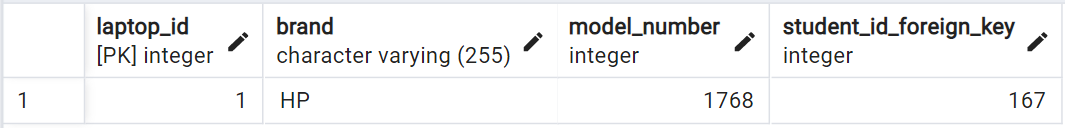 laptop_id brand model_number student_id_foreign_key
[PK] integer character varying (255) integer integer
1 1 HP 1768 167